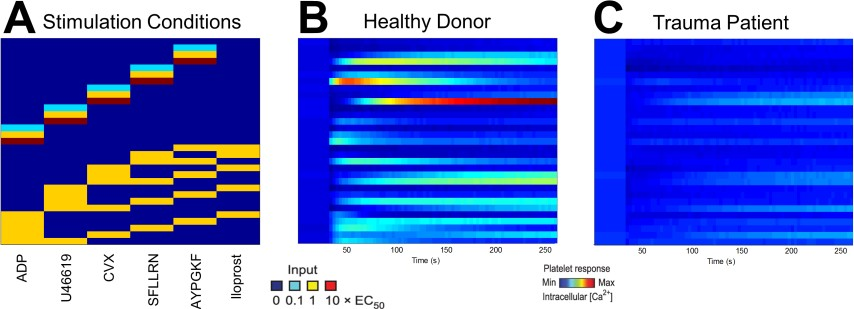 A Stimulation Conditions
B Healthy Donor
C Trauma Patient
ADP
U46619
CVX
SFLLRN
AYPGKF
Iloprost
50 100 150 200 250
Time (s)
50 100 150 200 250
Time (s)
Input
0 0.1 1 10 × EC50
Platelet response
Min Max
Intracellular [Ca2+]